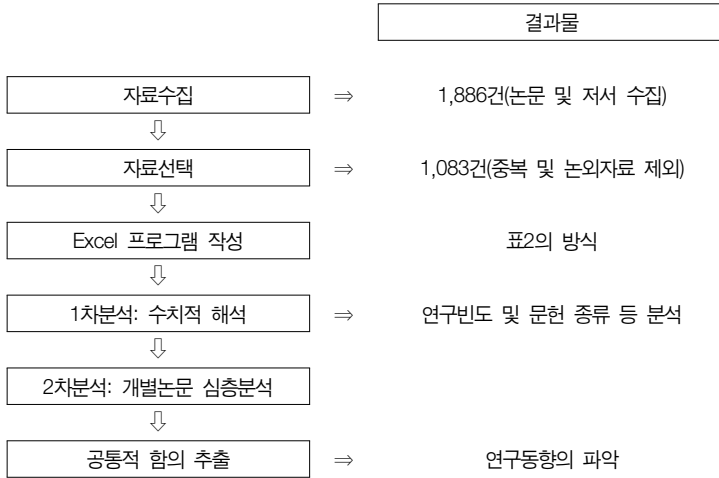 결과물
자료수집 ⇒ 1,886건(논문 및 저서 수집)
⇩
자료선택 ⇒ 1,083건(중복 및 논외자료 제외)
⇩
Excel 프로그램 작성 표2의 방식
⇩
1차분석: 수치적 해석 ⇒ 연구빈도 및 문헌 종류 등 분석
⇩
2차분석: 개별논문 심층분석
⇩
공통적 함의 추출 ⇒ 연구동향의 파악